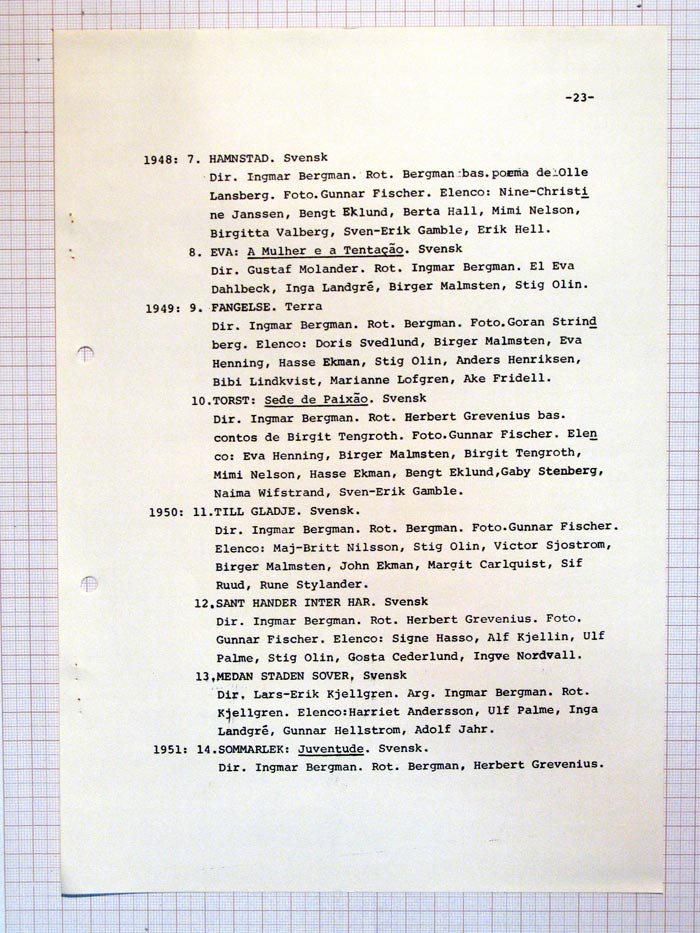 -23-
1948: 7. HAMNSTAD. Svensk
Dir. Ingmar Bergman. Rot. Bergman bas.poema de Olle
Lansberg. Foto.Gunnar Fischer. Elenco: Nine-Christi
ne Janssen, Bengt Eklund, Berta Hall, Mimi Nelson,
Birgitta Valberg, Sven-Erik Gamble, Erik Hell.
8. EVA: A Mulher e a Tentação. Svensk
Dir. Gustaf Molander. Rot. Ingmar Bergman. El Eva
Dahlbeck, Inga Landgré, Birger Malmsten, Stig Olin.
1949: 9. FANGELSE. Terra
Dir. Ingmar Bergman. Rot. Bergman. Foto.Goran Strind
berg. Elenco: Doris Svedlund, Birger Malmsten, Eva
Henning, Hasse Ekman, Stig Olin, Anders Henriksen,
Bibi Lindkvist, Marianne Lofgren, Ake Fridell.
10.TORST: Sede de Paixão. Svensk
Dir. Ingmar Bergman. Rot. Herbert Grevenius bas.
contos de Birgit Tengroth. Foto.Gunnar Fischer. Elen
co: Eva Henning, Birger Malmsten, Birgit Tengroth,
Mimi Nelson, Hasse Ekman, Bengt Eklund,Gaby Stenberg,
Naima Wifstrand, Sven-Erik Gamble.
1950: 11.TILL GLADJE. Svensk.
Dir. Ingmar Bergman. Rot. Bergman. Foto.Gunnar Fischer.
Elenco: Maj-Britt Nilsson, Stig Olin, Victor Sjostrom,
Birger Malmsten, John Ekman, Margit Carlquist, Sif
Ruud, Rune Stylander.
12.SANT HANDER INTER HAR. Svensk
Dir. Ingmar Bergman. Rot. Herbert Grevenius. Foto.
Gunnar Fischer. Elenco: Signe Hasso, Alf Kjellin, Ulf
Palme, Stig Olin, Gosta Cederlund, Ingve Nordvall.
13.MEDAN STADEN SOVER, Svensk
Dir. Lars-Erik Kjellgren. Arg. Ingmar Bergman. Rot.
Kjellgren. Elenco:Harriet Andersson, Ulf Palme, Inga
Landgré, Gunnar Hellstrom, Adolf Jahr.
1951: 14.SOMMARLEK: Juventude. Svensk.
Dir. Ingmar Bergman. Rot. Bergman, Herbert Grevenius.